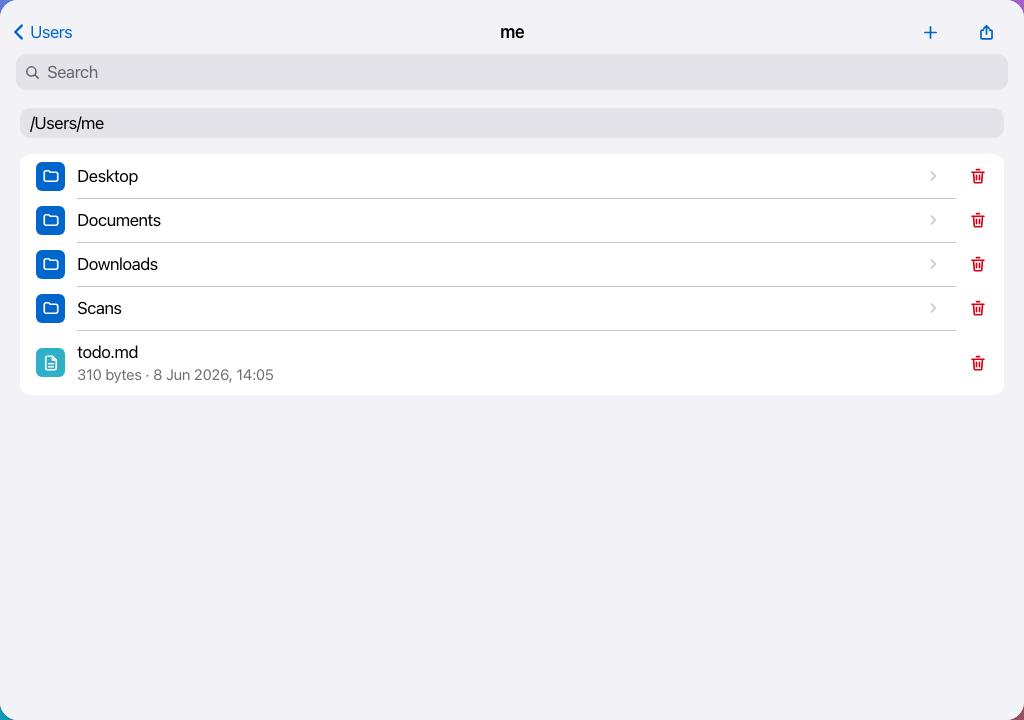 Users
me
Search
/Users/me
Desktop
Documents
Downloads
Scans
todo.md
310 bytes · 8 Jun 2026, 14:05